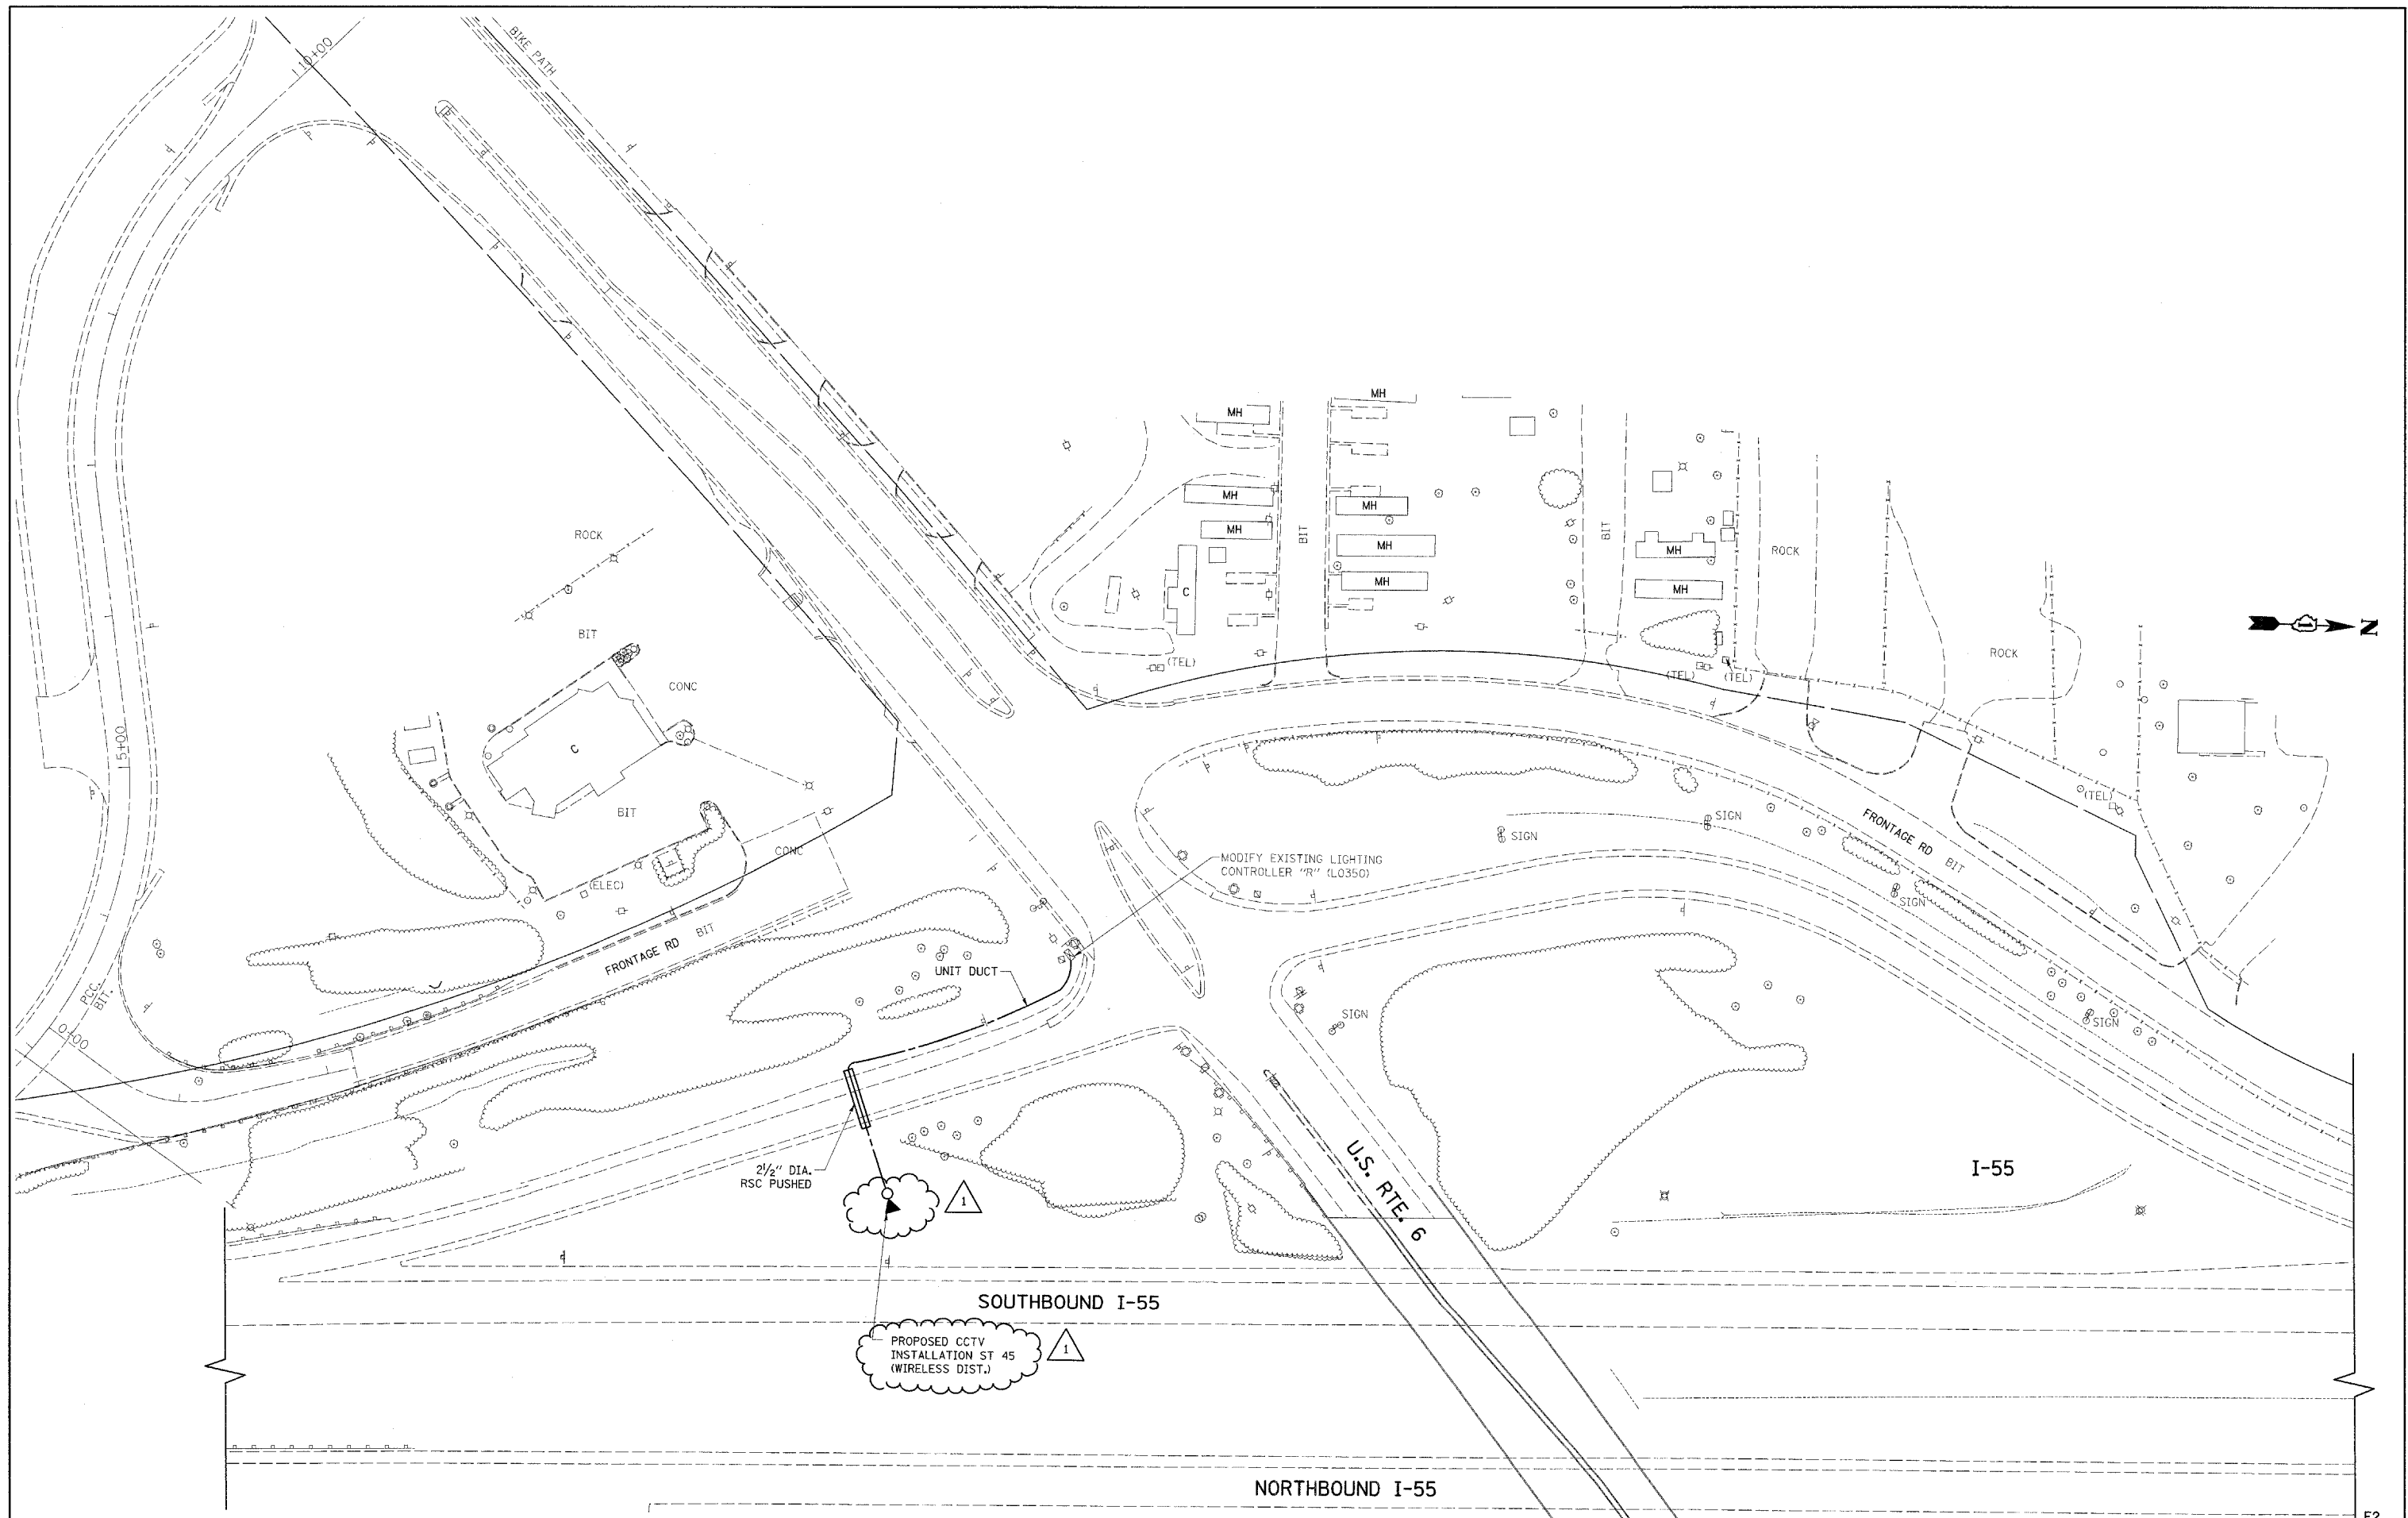 BIKE PATH
110+00
MH
MH
MH
MH
MH
BIT
MH
BIT
ROCK
MH
ROCK
MH
MH
C
MH
BIT
N
(TEL)
ROCK
CONC
(TEL)
(TEL)
15+00
C
(TEL)
BIT
SIGN
FRONTAGE RD BIT
SIGN
CONC
MODIFY EXISTING LIGHTING
CONTROLLER "R" (L0350)
(ELEC)
SIGN
FRONTAGE RD BIT
UNIT DUCT
PCC.
BIT.
SIGN
SIGN
0+00
2½" DIA.
RSC PUSHED
U.S. RTE. 6
I-55
1
SOUTHBOUND I-55
PROPOSED CCTV
INSTALLATION ST 45
(WIRELESS DIST.)
1
NORTHBOUND I-55